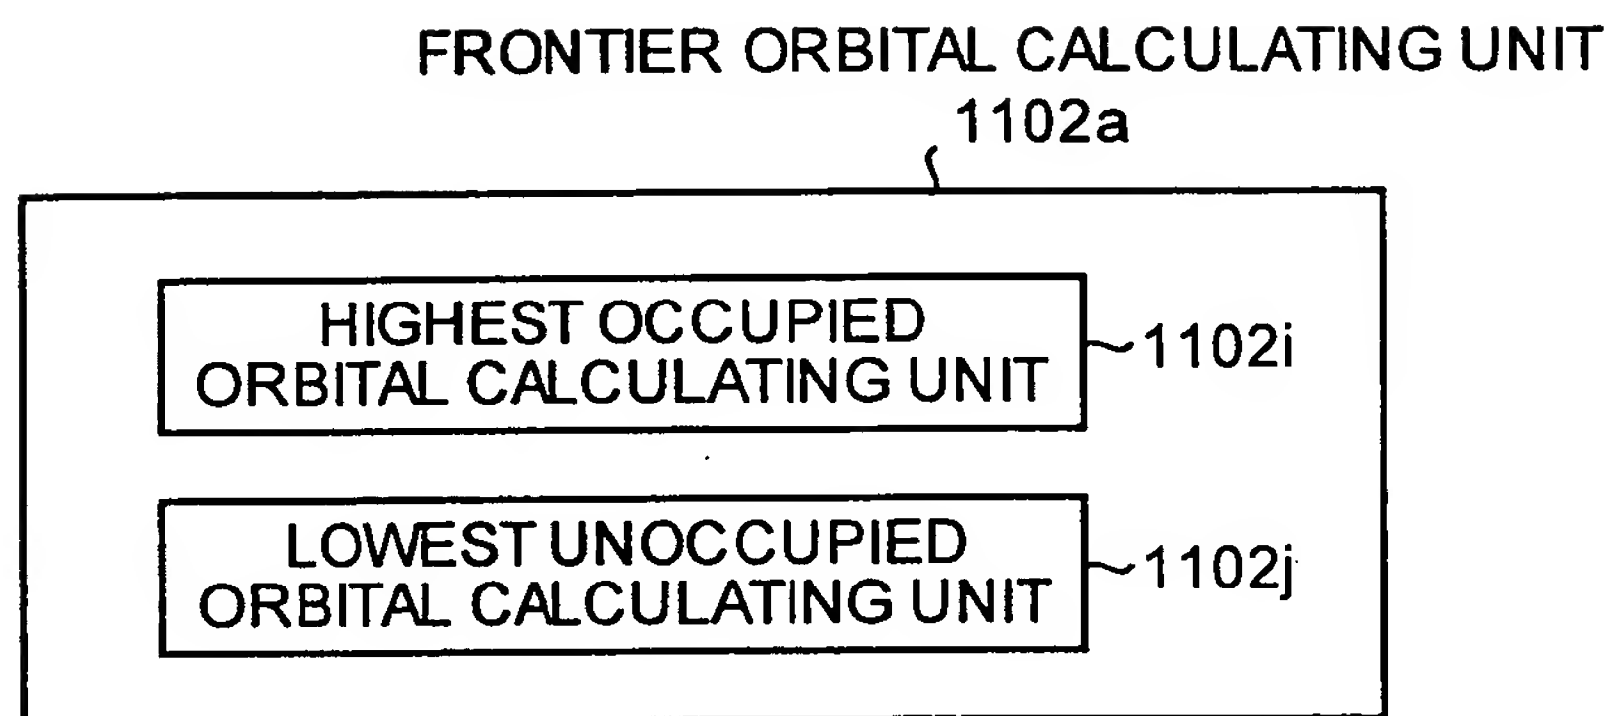 FRONTIER ORBITAL CALCULATING UNIT
1102a
HIGHEST OCCUPIED
ORBITAL CALCULATING UNIT
1102i
LOWEST UNOCCUPIED
ORBITAL CALCULATING UNIT
1102j